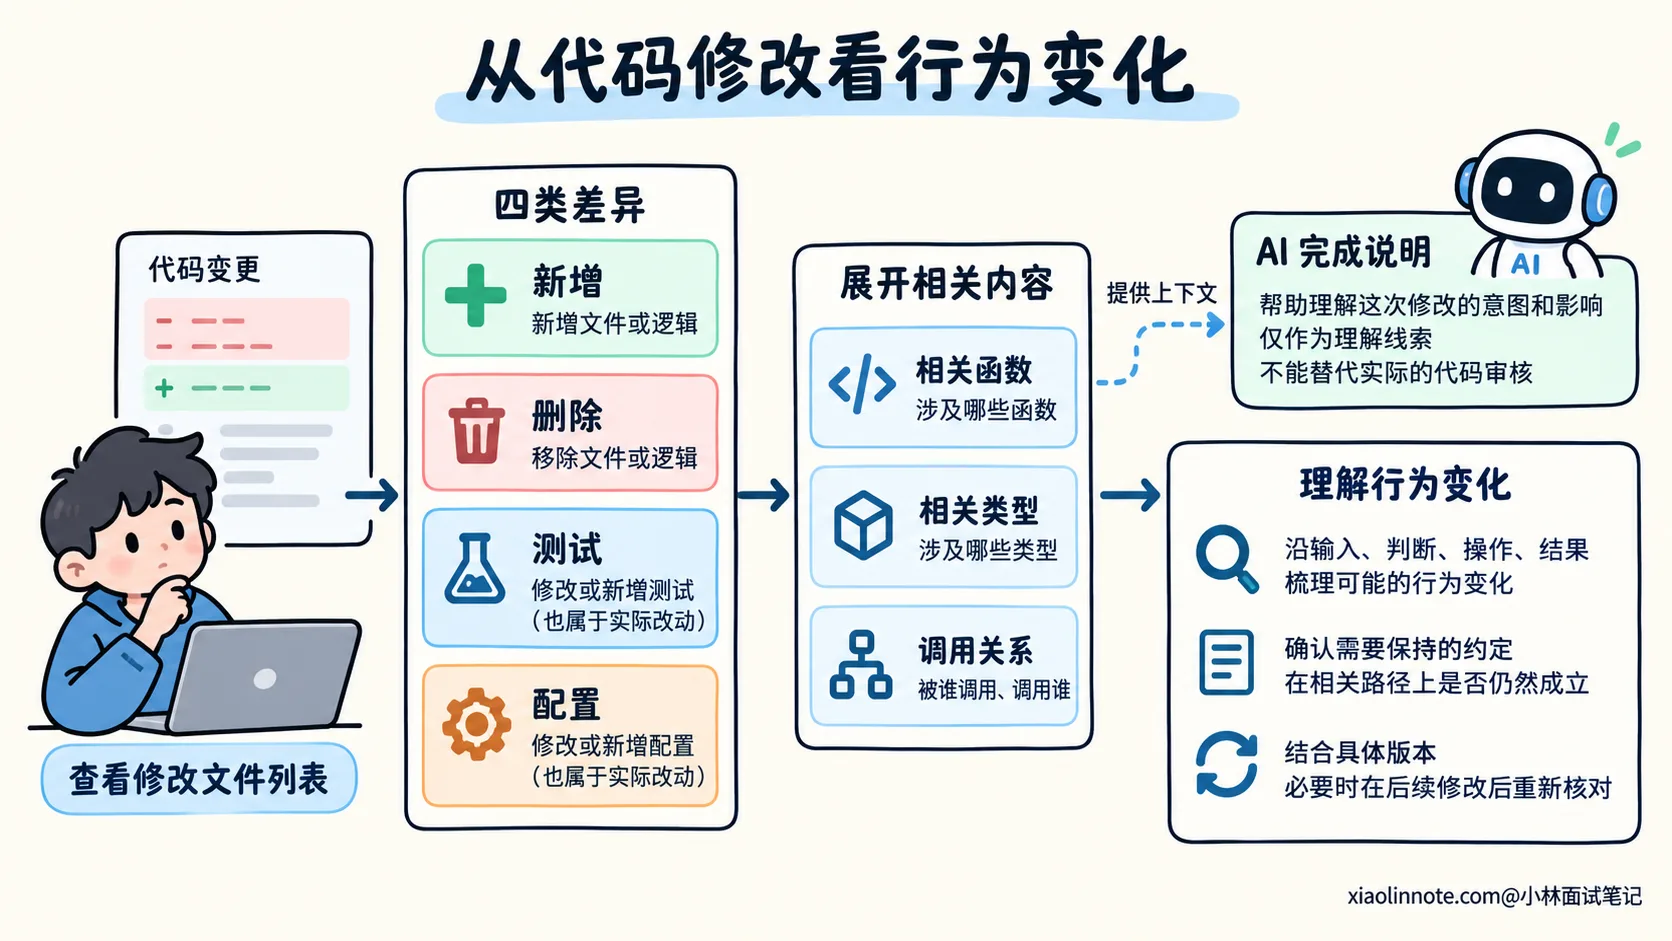 从代码修改看行为变化
代码变更
查看修改文件列表
四类差异
新增
新增文件或逻辑
删除
移除文件或逻辑
测试
修改或新增测试
（也属于实际改动）
配置
修改或新增配置
（也属于实际改动）
展开相关内容
相关函数
涉及哪些函数
相关类型
涉及哪些类型
调用关系
被谁调用、调用谁
提供上下文
AI
AI 完成说明
帮助理解这次修改的意图和影响
仅作为理解线索
不能替代实际的代码审核
理解行为变化
沿输入、判断、操作、结果
梳理可能的行为变化
确认需要保持的约定
在相关路径上是否仍然成立
结合具体版本
必要时在后续修改后重新核对
xiaolinnote.com@小林面试笔记